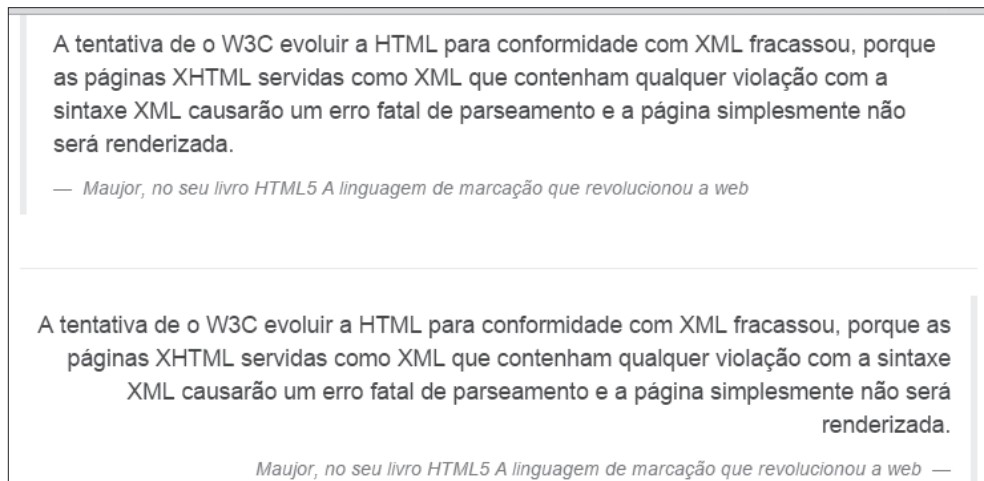 A tentativa de o W3C evoluir a HTML para conformidade com XML fracassou, porque
as páginas XHTML servidas como XML que contenham qualquer violação com a
sintaxe XML causarão um erro fatal de parseamento e a página simplesmente não
será renderizada.
— Maujor, no seu livro HTML5 A linguagem de marcação que revolucionou a web
A tentativa de o W3C evoluir a HTML para conformidade com XML fracassou, porque as
páginas XHTML servidas como XML que contenham qualquer violação com a sintaxe
XML causarão um erro fatal de parseamento e a página simplesmente não será
renderizada.
Maujor, no seu livro HTML5 A linguagem de marcação que revolucionou a web —